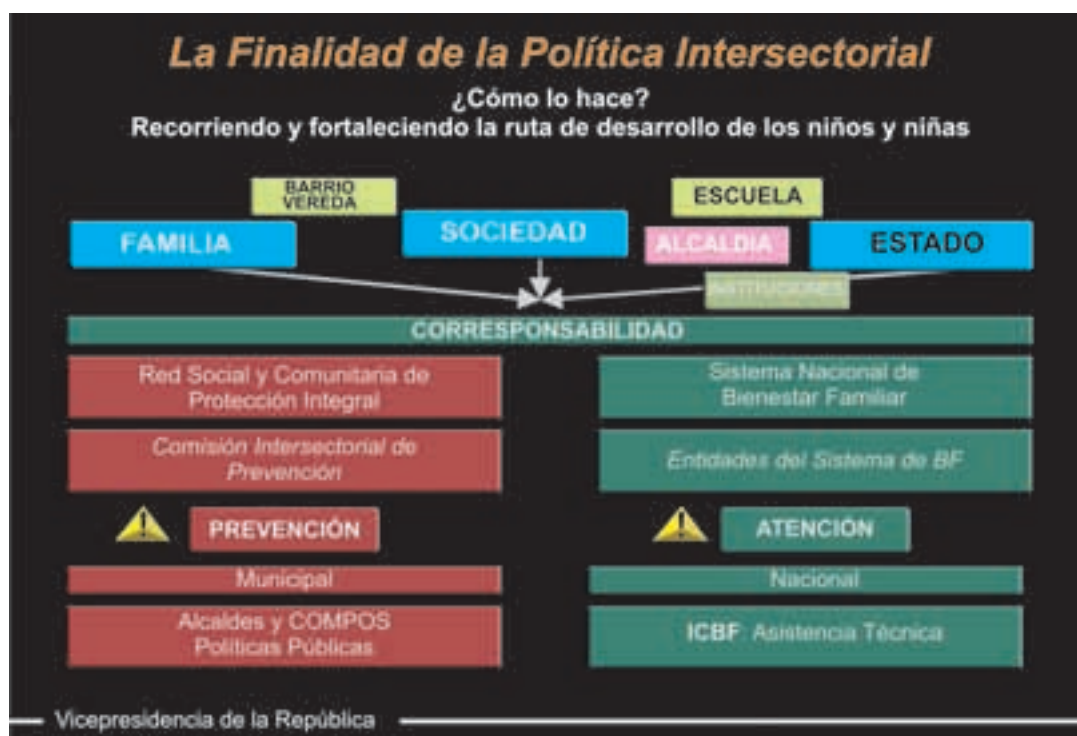 La Finalidad de la Política Intersectorial
¿Cómo lo hace?
Recorriendo y fortaleciendo la ruta de desarrollo de los niños y niñas
BARRIO
VEREDA
ESCUELA
FAMILIA
SOCIEDAD
ALCALDIA
ESTADO
INSTITUCIONES
CORRESPONSABILIDAD
Red Social y Comunitaria de
Protección Integral
Sistema Nacional de
Bienestar Familiar
Comisión Intersectorial de
Prevención
Entidades del Sistema de BF
PREVENCIÓN
ATENCIÓN
Municipal
Nacional
Alcaldes y COMPOS
Políticas Públicas
ICBF: Asistencia Técnica
Vicepresidencia de la República